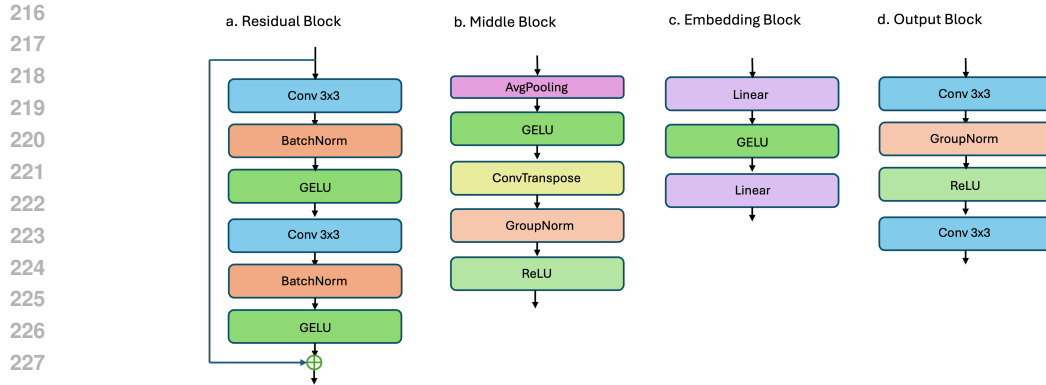 216
217
218
219
220
221
222
223
224
225
226
227
a. Residual Block
Conv 3x3
BatchNorm
GELU
Conv 3x3
BatchNorm
GELU
b. Middle Block
AvgPooling
GELU
ConvTranspose
GroupNorm
ReLU
c. Embedding Block
Linear
GELU
Linear
d. Output Block
Conv 3x3
GroupNorm
ReLU
Conv 3x3